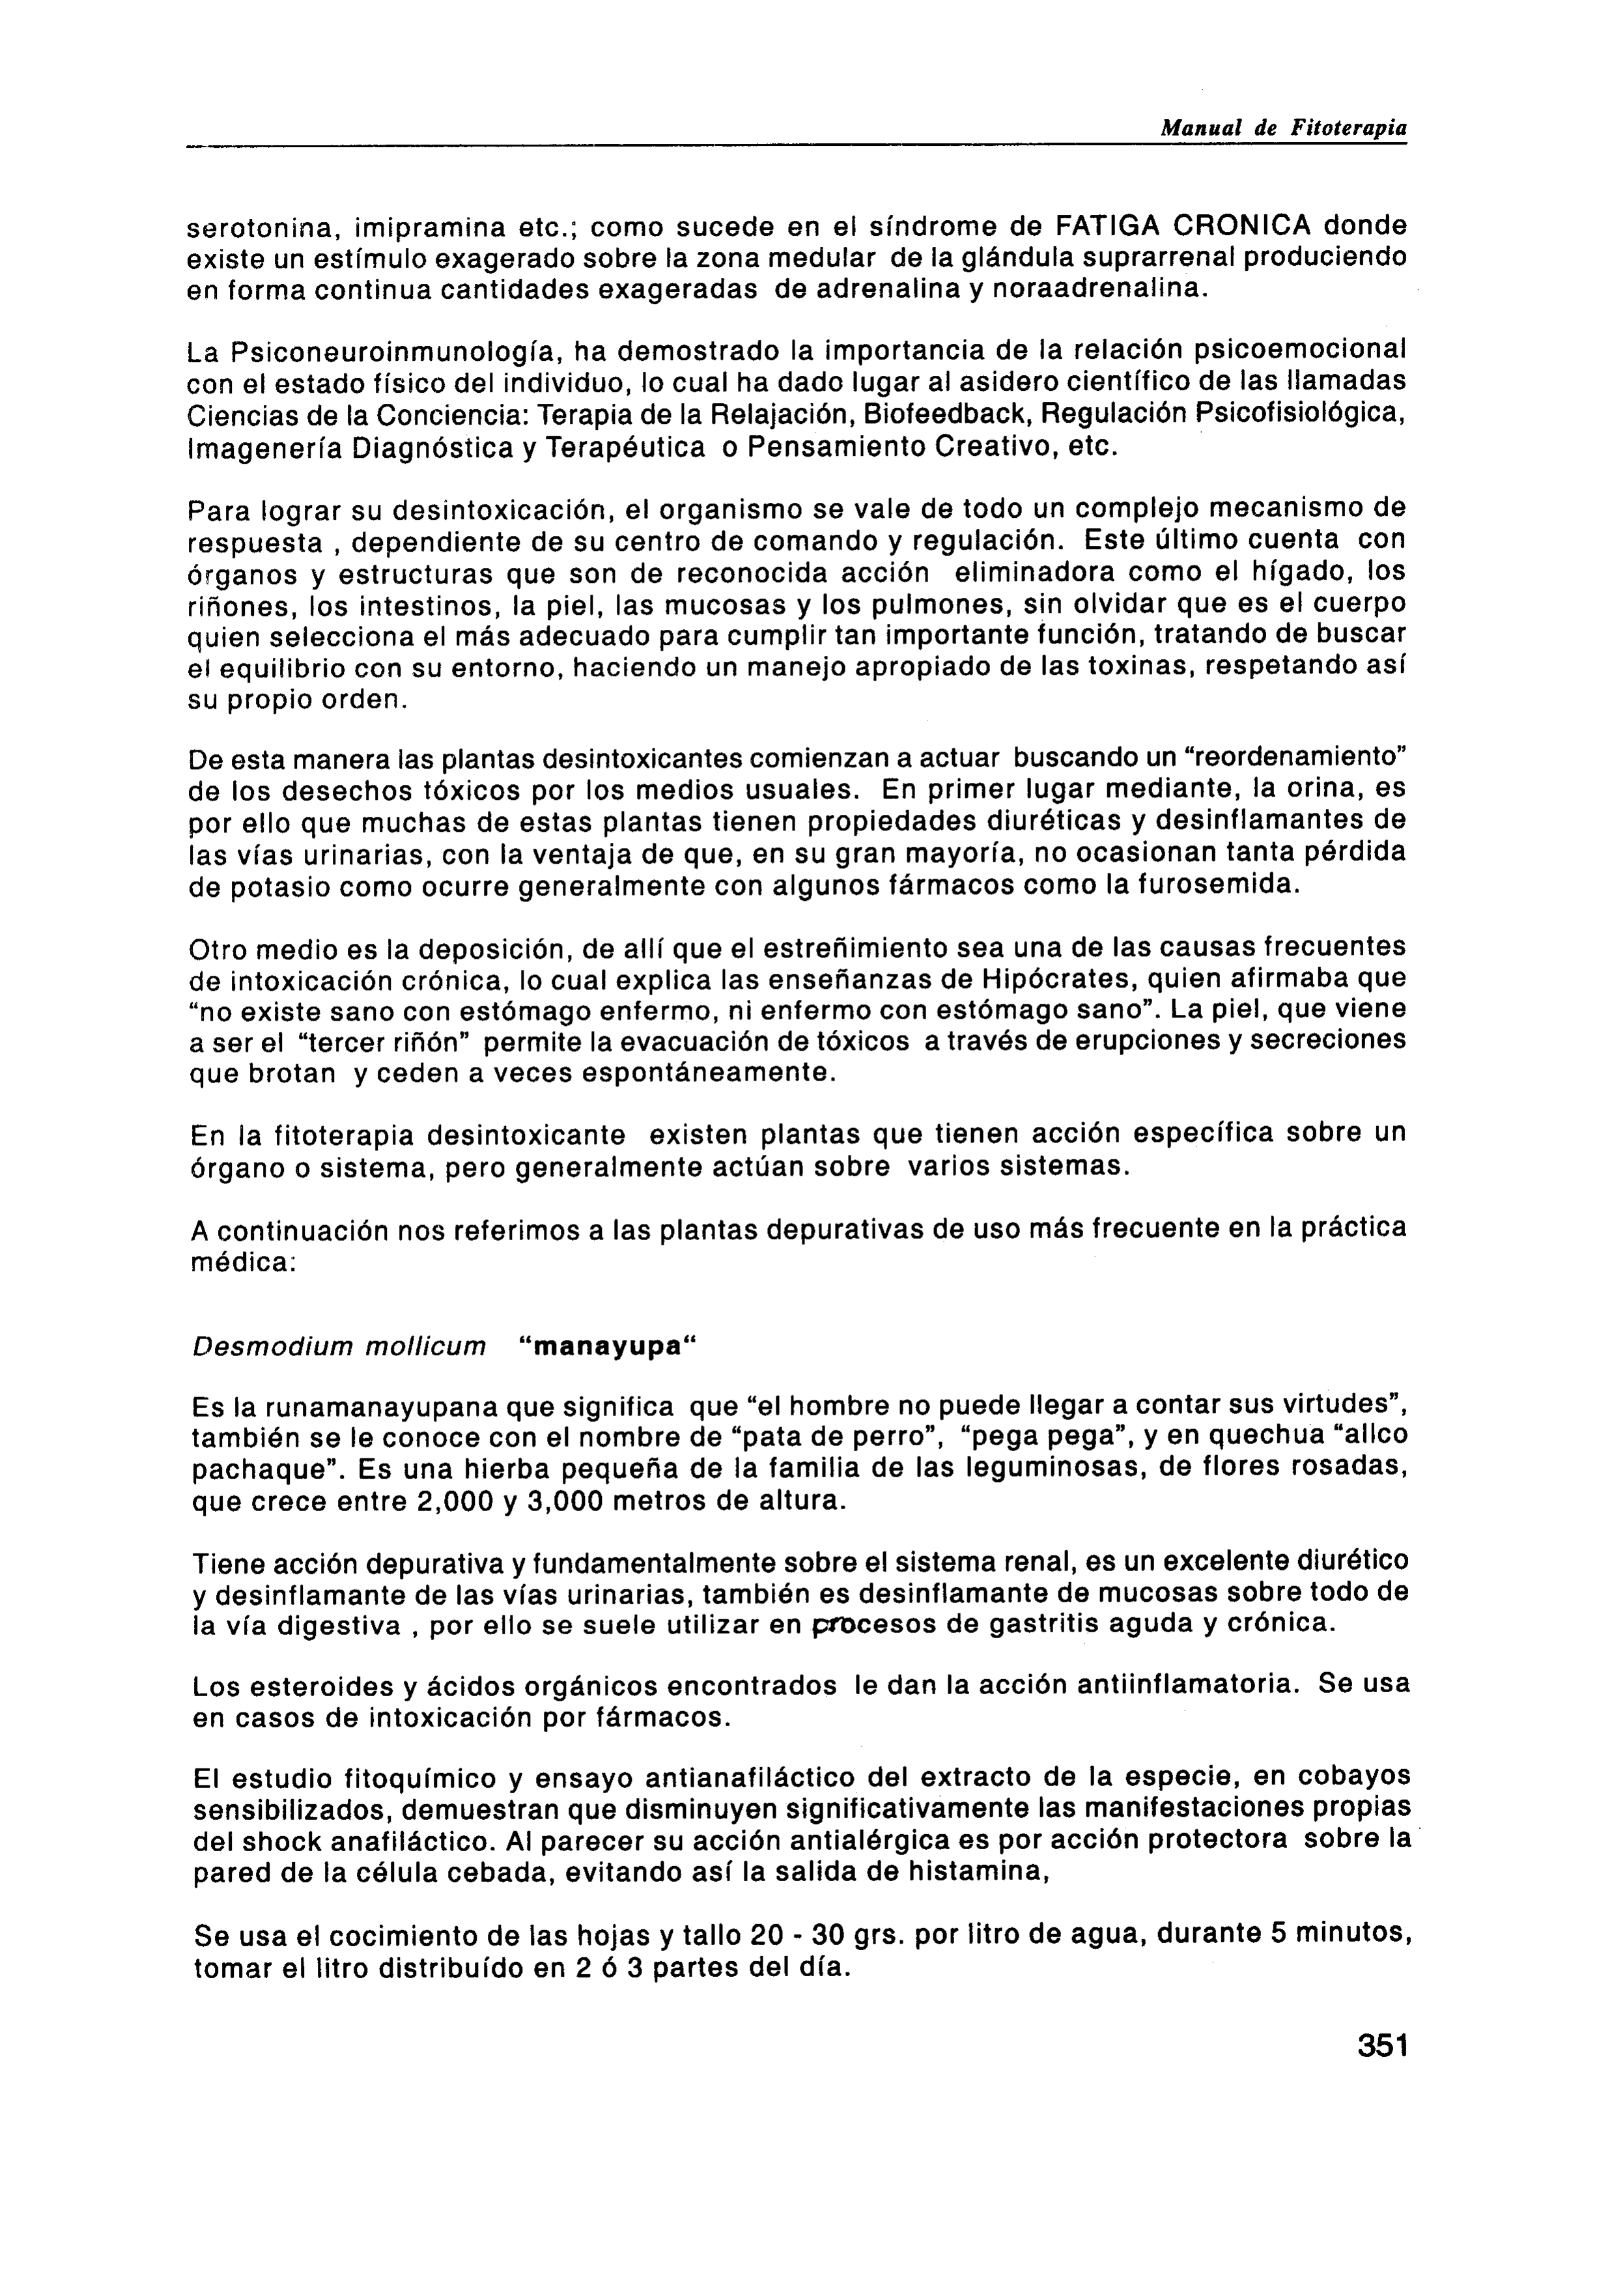 Manual de Fitoterapia
serotonina, imipramina etc.; como sucede en el síndrome de FATIGA CRONICA donde
existe un estímulo exagerado sobre la zona medular de la glándula suprarrenal produciendo
en forma continua cantidades exageradas de adrenalina y noraadrenalina.
La Psiconeuroinmunología, ha demostrado la importancia de la relación psicoemocional
con el estado físico del individuo, lo cual ha dado lugar al asidero científico de las llamadas
Ciencias de la Conciencia: Terapia de la Relajación, Biofeedback, Regulación Psicofisiológica,
Imagenería Diagnóstica y Terapéutica o Pensamiento Creativo, etc.
Para lograr su desintoxicación, el organismo se vale de todo un complejo mecanismo de
respuesta , dependiente de su centro de comando y regulación. Este último cuenta con
órganos y estructuras que son de reconocida acción eliminadora como el hígado, los
riñones, los intestinos, la piel, las mucosas y los pulmones, sin olvidar que es el cuerpo
quien selecciona el más adecuado para cumplir tan importante función, tratando de buscar
el equilibrio con su entorno, haciendo un manejo apropiado de las toxinas, respetando así
su propio orden.
De esta manera las plantas desintoxicantes comienzan a actuar buscando un “reordenamiento”
de los desechos tóxicos por los medios usuales. En primer lugar mediante, la orina, es
por ello que muchas de estas plantas tienen propiedades diuréticas y desinflamantes de
las vías urinarias, con la ventaja de que, en su gran mayoría, no ocasionan tanta pérdida
de potasio como ocurre generalmente con algunos fármacos como la furosemida.
Otro medio es la deposición, de allí que el estreñimiento sea una de las causas frecuentes
de intoxicación crónica, lo cual explica las enseñanzas de Hipócrates, quien afirmaba que
“no existe sano con estómago enfermo, ni enfermo con estómago sano”. La piel, que viene
a ser el “tercer riñón” permite la evacuación de tóxicos a través de erupciones y secreciones
que brotan y ceden a veces espontáneamente.
En la fitoterapia desintoxicante existen plantas que tienen acción específica sobre un
órgano o sistema, pero generalmente actúan sobre varios sistemas.
A continuación nos referimos a las plantas depurativas de uso más frecuente en la práctica
médica:
Desmodium mollicum “manayupa“
Es la runamanayupana que significa que “el hombre no puede llegar a contar sus virtudes”,
también se le conoce con el nombre de “pata de perro”, “pega pega”, y en quechua “allco
pachaque”. Es una hierba pequeña de la familia de las leguminosas, de flores rosadas,
que crece entre 2,000 y 3,000 metros de altura.
Tiene acción depurativa y fundamentalmente sobre el sistema renal, es un excelente diurético
y desinflamante de las vías urinarias, también es desinflamante de mucosas sobre todo de
la vía digestiva , por ello se suele utilizar en procesos de gastritis aguda y crónica.
Los esteroides y ácidos orgánicos encontrados le dan la acción antiinflamatoria. Se usa
en casos de intoxicación por fármacos.
El estudio fitoquímico y ensayo antianafiláctico del extracto de la especie, en cobayos
sensibilizados, demuestran que disminuyen significativamente las manifestaciones propias
del shock anafiláctico. Al parecer su acción antialérgica es por acción protectora sobre la
pared de la célula cebada, evitando así la salida de histamina,
Se usa el cocimiento de las hojas y tallo 20 - 30 grs. por litro de agua, durante 5 minutos,
tomar el litro distribuído en 2 ó 3 partes del día.
351